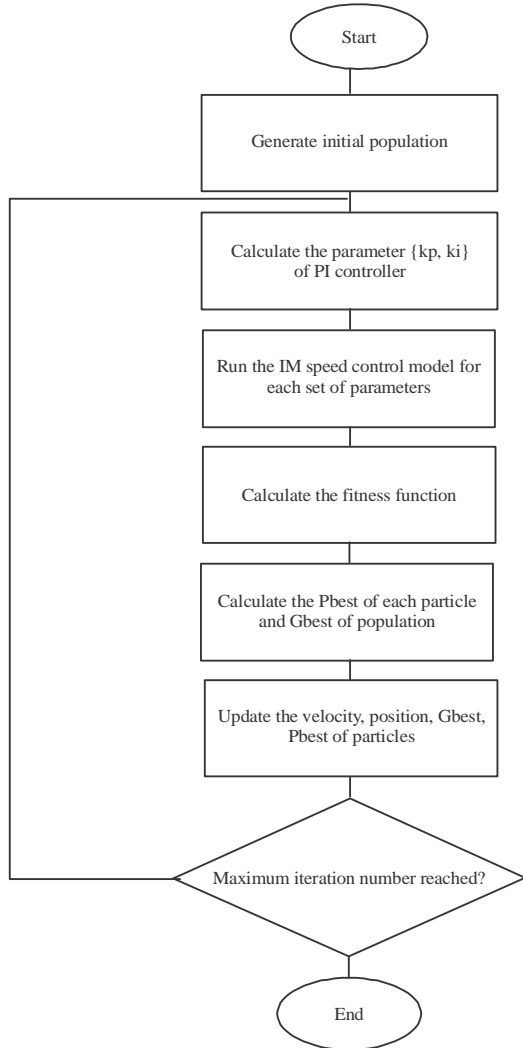 Start
Generate initial population
Calculate the parameter {kp, ki}
of PI controller
Run the IM speed control model for
each set of parameters
Calculate the fitness function
Calculate the Pbest of each particle
and Gbest of population
Update the velocity, position, Gbest,
Pbest of particles
Maximum iteration number reached?
End